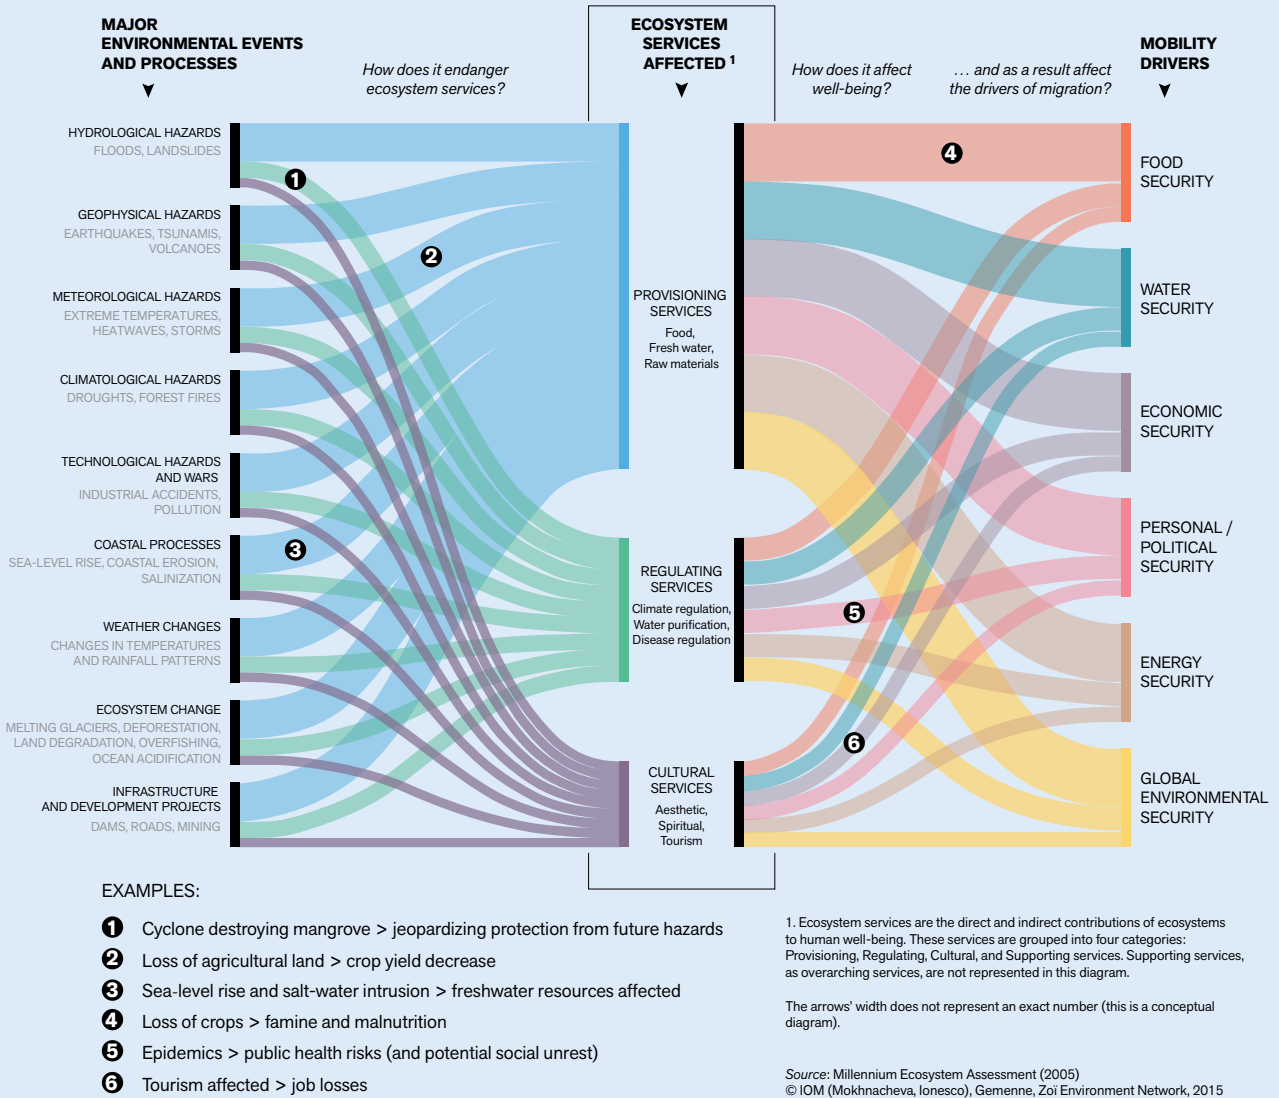 MAJOR
ENVIRONMENTAL EVENTS
AND PROCESSES
How does it endanger
ecosystem services?
ECOSYSTEM
SERVICES
AFFECTED 1
How does it affect
well-being?
… and as a result affect
the drivers of migration?
MOBILITY
DRIVERS
HYDROLOGICAL HAZARDS
FLOODS, LANDSLIDES
GEOPHYSICAL HAZARDS
EARTHQUAKES, TSUNAMIS,
VOLCANOES
METEOROLOGICAL HAZARDS
EXTREME TEMPERATURES,
HEATWAVES, STORMS
CLIMATOLOGICAL HAZARDS
DROUGHTS, FOREST FIRES
TECHNOLOGICAL HAZARDS
AND WARS
INDUSTRIAL ACCIDENTS,
POLLUTION
COASTAL PROCESSES
SEA-LEVEL RISE, COASTAL EROSION,
SALINIZATION
WEATHER CHANGES
CHANGES IN TEMPERATURES
AND RAINFALL PATTERNS
ECOSYSTEM CHANGE
MELTING GLACIERS, DEFORESTATION,
LAND DEGRADATION, OVERFISHING,
OCEAN ACIDIFICATION
INFRASTRUCTURE
AND DEVELOPMENT PROJECTS
DAMS, ROADS, MINING
1
2
3
PROVISIONING
SERVICES
Food,
Fresh water,
Raw materials
REGULATING
SERVICES
Climate regulation,
Water purification,
Disease regulation
CULTURAL
SERVICES
Aesthetic,
Spiritual,
Tourism
4
5
6
FOOD
SECURITY
WATER
SECURITY
ECONOMIC
SECURITY
PERSONAL /
POLITICAL
SECURITY
ENERGY
SECURITY
GLOBAL
ENVIRONMENTAL
SECURITY
EXAMPLES:
1 Cyclone destroying mangrove > jeopardizing protection from future hazards
2 Loss of agricultural land > crop yield decrease
3 Sea-level rise and salt-water intrusion > freshwater resources affected
4 Loss of crops > famine and malnutrition
5 Epidemics > public health risks (and potential social unrest)
6 Tourism affected > job losses
1. Ecosystem services are the direct and indirect contributions of ecosystems
to human well-being. These services are grouped into four categories:
Provisioning, Regulating, Cultural, and Supporting services. Supporting services,
as overarching services, are not represented in this diagram.
The arrows' width does not represent an exact number (this is a conceptual
diagram).
Source: Millennium Ecosystem Assessment (2005)
© IOM (Mokhnacheva, Ionesco), Gemenne, Zoï Environment Network, 2015